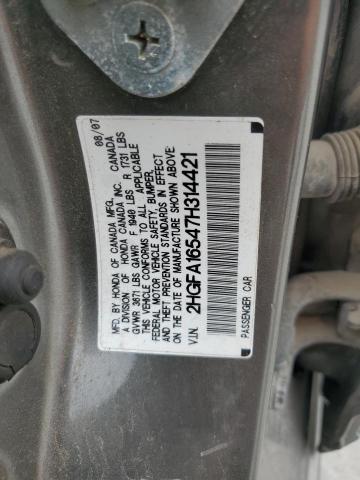 MFD. BY HONDA OF CANADA MFG. 08/07
A DIVISION OF HONDA CANADA INC. CANADA
GVWR 3671 LBS GAWR F 1940 LBS R 1731 LBS
THIS VEHICLE CONFORMS TO ALL APPLICABLE
FEDERAL MOTOR VEHICLE SAFETY, BUMPER,
AND THEFT PREVENTION STANDARDS IN EFFECT
ON THE DATE OF MANUFACTURE SHOWN ABOVE.
V.I.N. 2HGFA16547H314421
PASSENGER CAR